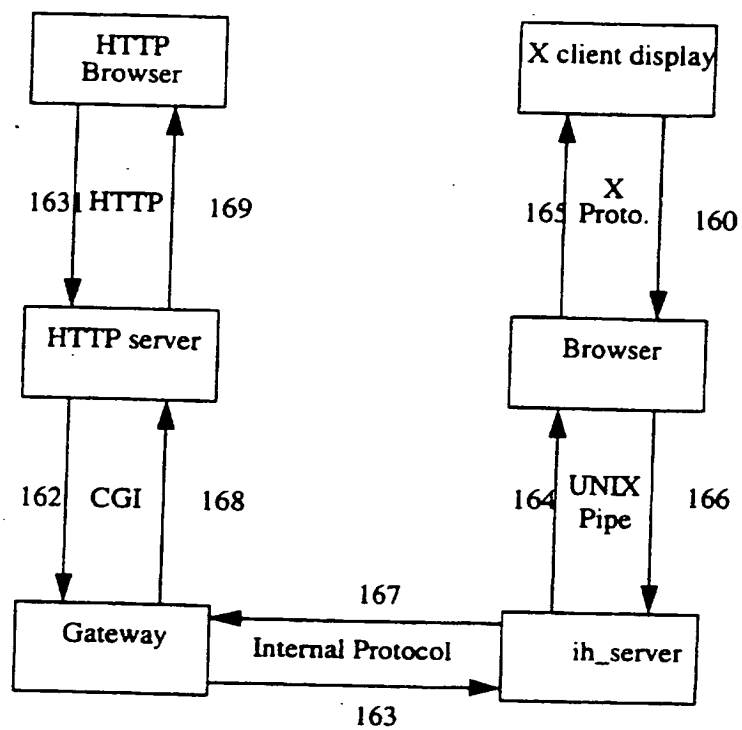 HTTP
Browser
X client display
1631 HTTP 169
165 X
Proto. 160
HTTP server
Browser
162 CGI 168
164 UNIX
Pipe 166
167
Gateway
Internal Protocol
ih_server
163